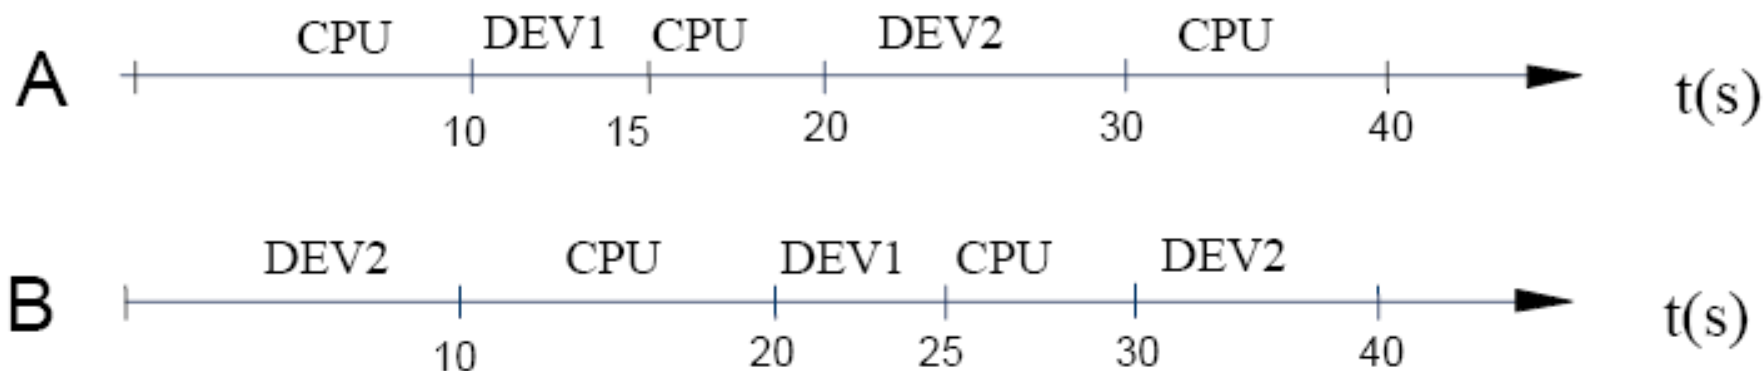 CPU DEV1 CPU DEV2 CPU
A t(s)
10 15 20 30 40
DEV2 CPU DEV1 CPU DEV2
B t(s)
10 20 25 30 40